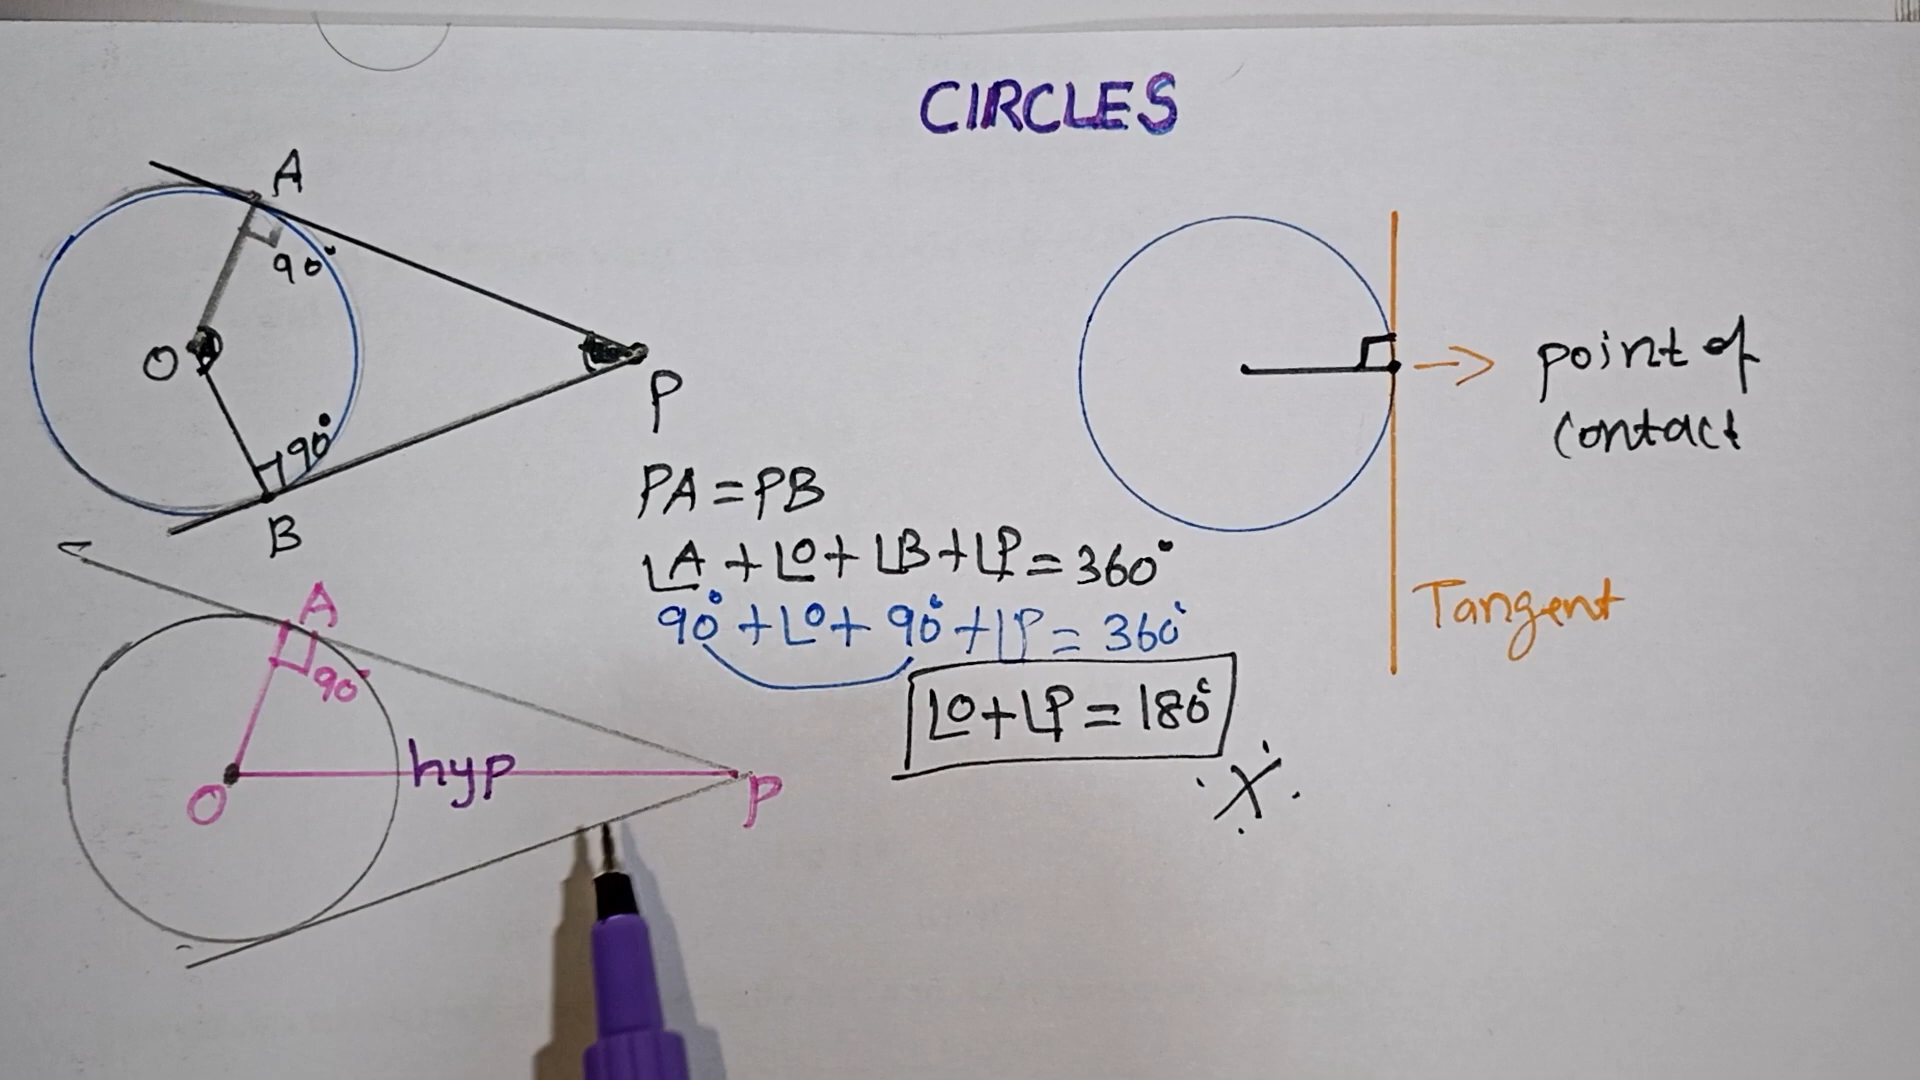 CIRCLES
A
90°
O
P
90°
B
point of
contact
Tangent
PA = PB
∠A + ∠O + ∠B + ∠P = 360°
90° + ∠O + 90° + ∠P = 360°
∠O + ∠P = 180°
A
90°
hyp
O
P